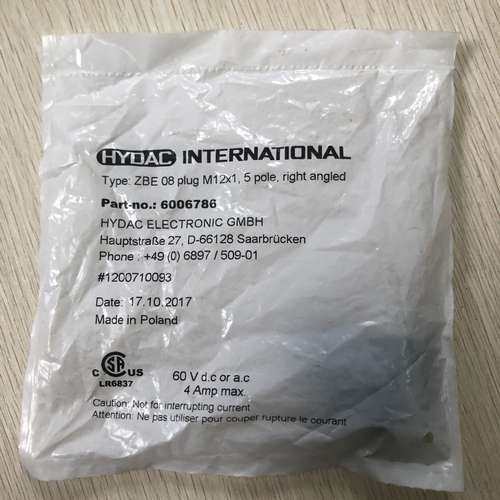 HYDAC INTERNATIONAL
Type: ZBE 08 plug M12x1, 5 pole, right angled
Part-no.: 6006786
HYDAC ELECTRONIC GMBH
Hauptstraße 27, D-66128 Saarbrücken
Phone : +49 (0) 6897 / 509-01
#1200710093
Date: 17.10.2017
Made in Poland
C SA US
LR6837
60 V d.c or a.c
4 Amp max.
Caution: Not for interrupting current
Attention: Ne pas utiliser pour couper rupture le courant